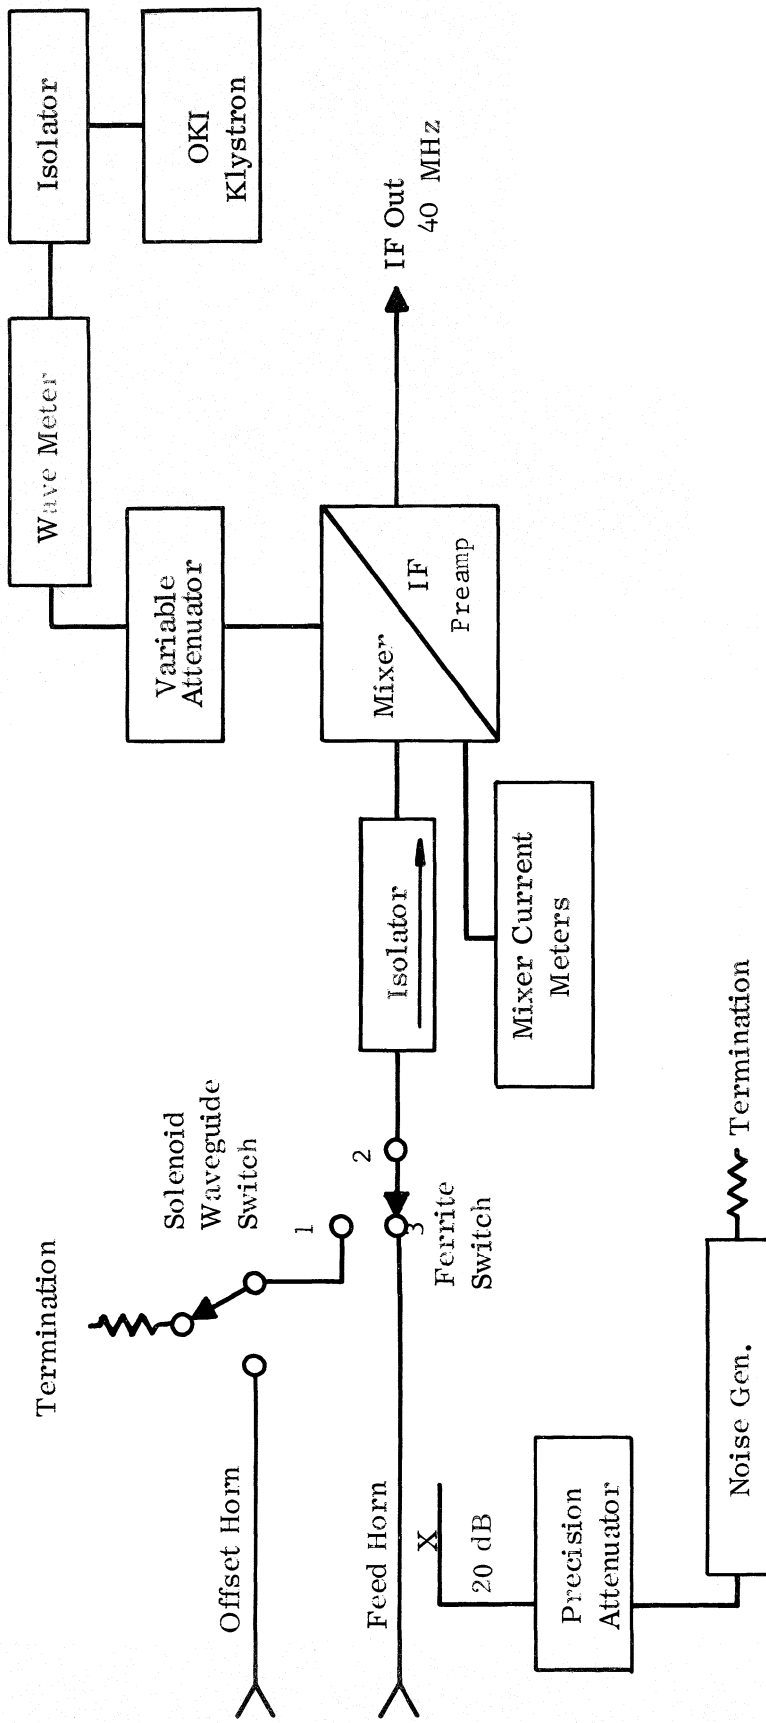 Isolator
OKI
Klystron
Wave Meter
Variable
Attenuator
IF Out
40 MHz
Mixer
IF
Preamp
Isolator
Mixer Current
Meters
Termination
Solenoid
Waveguide
Switch
1
2
3
Ferrite
Switch
Offset Horn
Feed Horn
X
20 dB
Precision
Attenuator
Noise Gen.
Termination